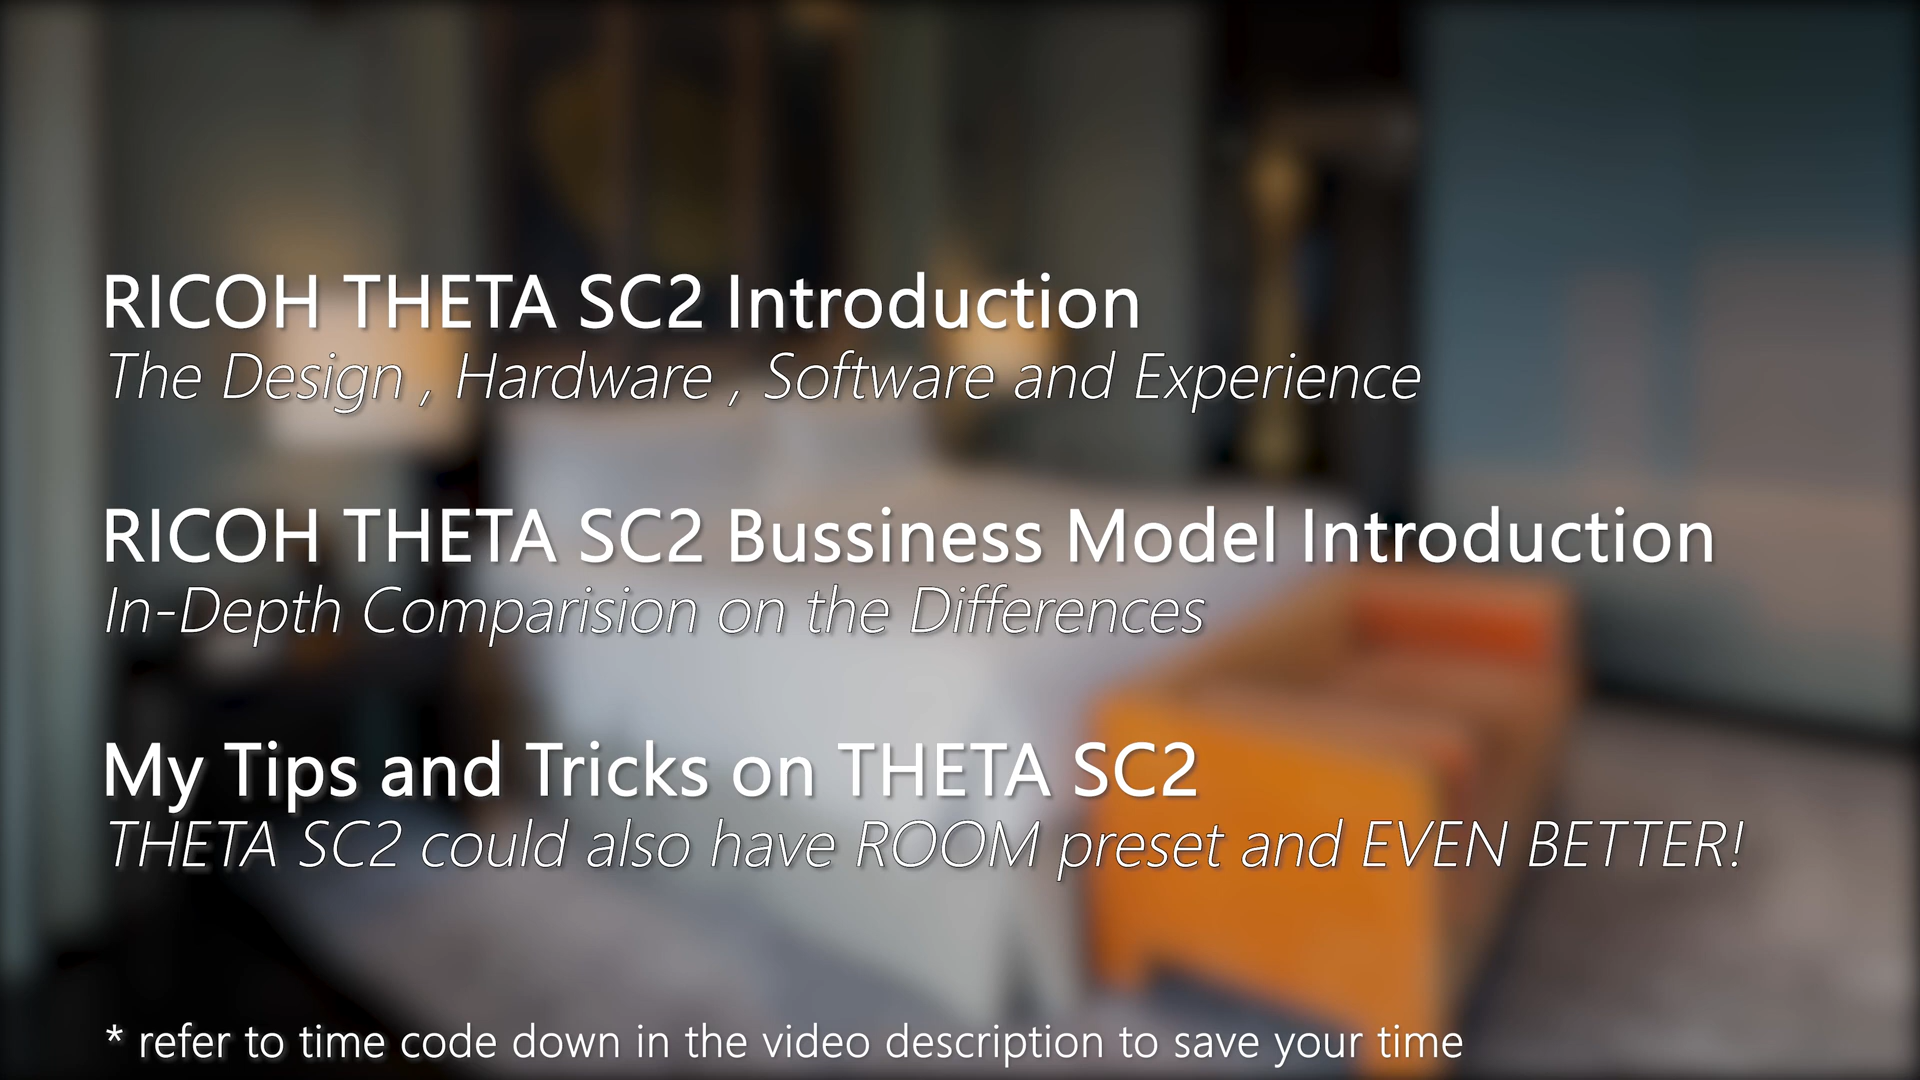 RICOH THETA SC2 Introduction
The Design , Hardware , Software and Experience
RICOH THETA SC2 Bussiness Model Introduction
In-Depth Comparision on the Differences
My Tips and Tricks on THETA SC2
THETA SC2 could also have ROOM preset and EVEN BETTER!
* refer to time code down in the video description to save your time